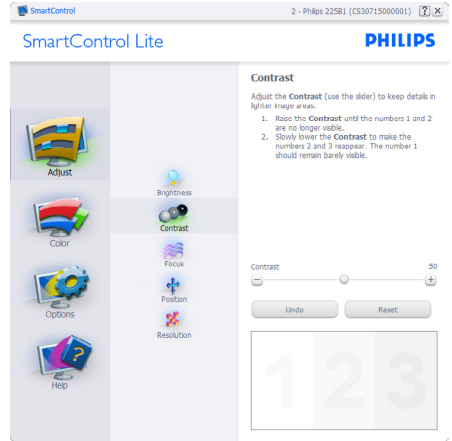 SmartControl
2 - Philips 225B1 (CS30715000001)
?
SmartControl Lite
PHILIPS
Adjust
Color
Options
Help
Brightness
Contrast
Focus
Position
Resolution
Contrast
Adjust the Contrast (use the slider) to keep details in
lighter image areas.
1. Raise the Contrast until the numbers 1 and 2
are no longer visible.
2. Slowly lower the Contrast to make the
numbers 2 and 3 reappear. The number 1
should remain barely visible.
Contrast 50
Undo Reset
1 2 3